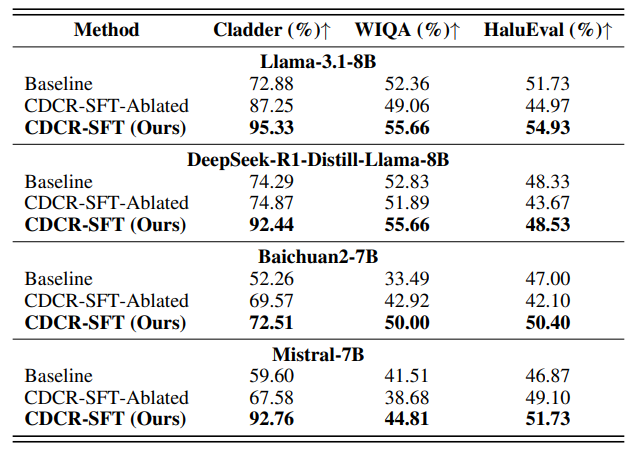 Method Cladder (%)↑ WIQA (%)↑ HaluEval (%)↑
Llama-3.1-8B
Baseline 72.88 52.36 51.73
CDCR-SFT-Ablated 87.25 49.06 44.97
CDCR-SFT (Ours) 95.33 55.66 54.93
DeepSeek-R1-Distill-Llama-8B
Baseline 74.29 52.83 48.33
CDCR-SFT-Ablated 74.87 51.89 43.67
CDCR-SFT (Ours) 92.44 55.66 48.53
Baichuan2-7B
Baseline 52.26 33.49 47.00
CDCR-SFT-Ablated 69.57 42.92 42.10
CDCR-SFT (Ours) 72.51 50.00 50.40
Mistral-7B
Baseline 59.60 41.51 46.87
CDCR-SFT-Ablated 67.58 38.68 49.10
CDCR-SFT (Ours) 92.76 44.81 51.73